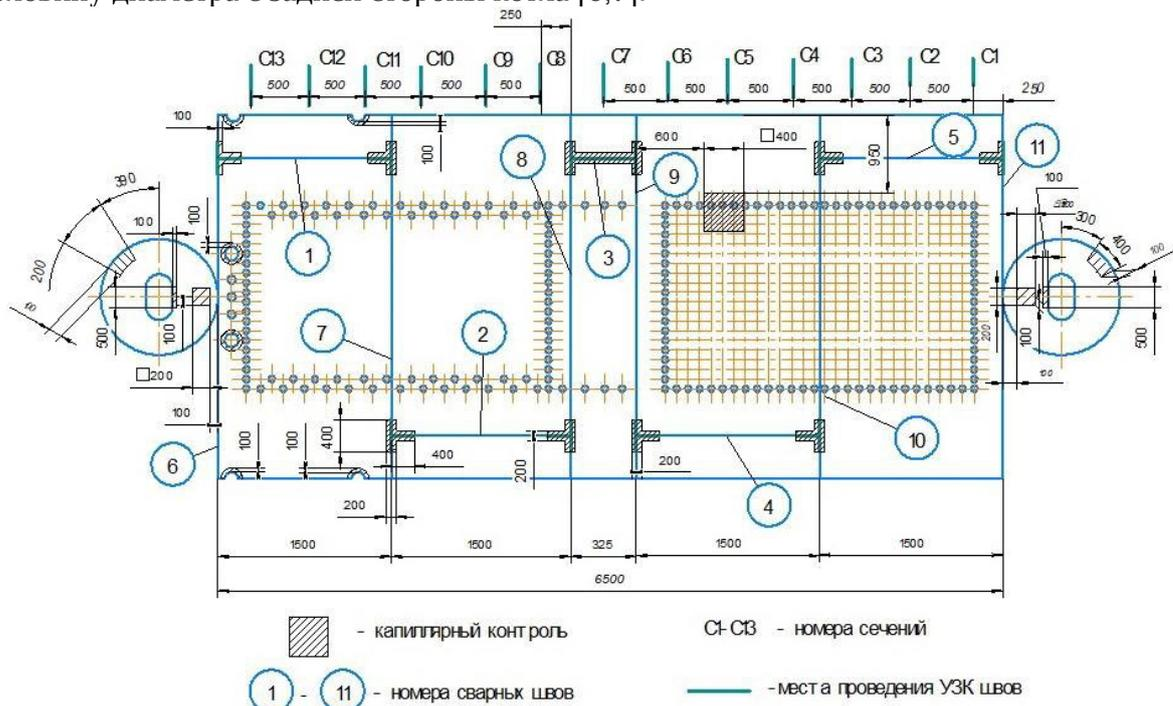 250
С13 С12 С11 С10 С9 С8 С7 С6 С5 С4 С3 С2 С1
500 500 500 500 500 500 500 500 500 500 500 250
100 100 600 □400 950 5 11
8 9 100
390 100 100 200 1 3 300 400 100
500 100 7 2 200 100 500
□200 100
100 100 400 400 200 200 10
6 200 4
1500 1500 325 1500 1500
6500
- капиллярный контроль
С1-С13 - номера сечений
1 - 11 - номера сварных швов
- места проведения УЗК швов